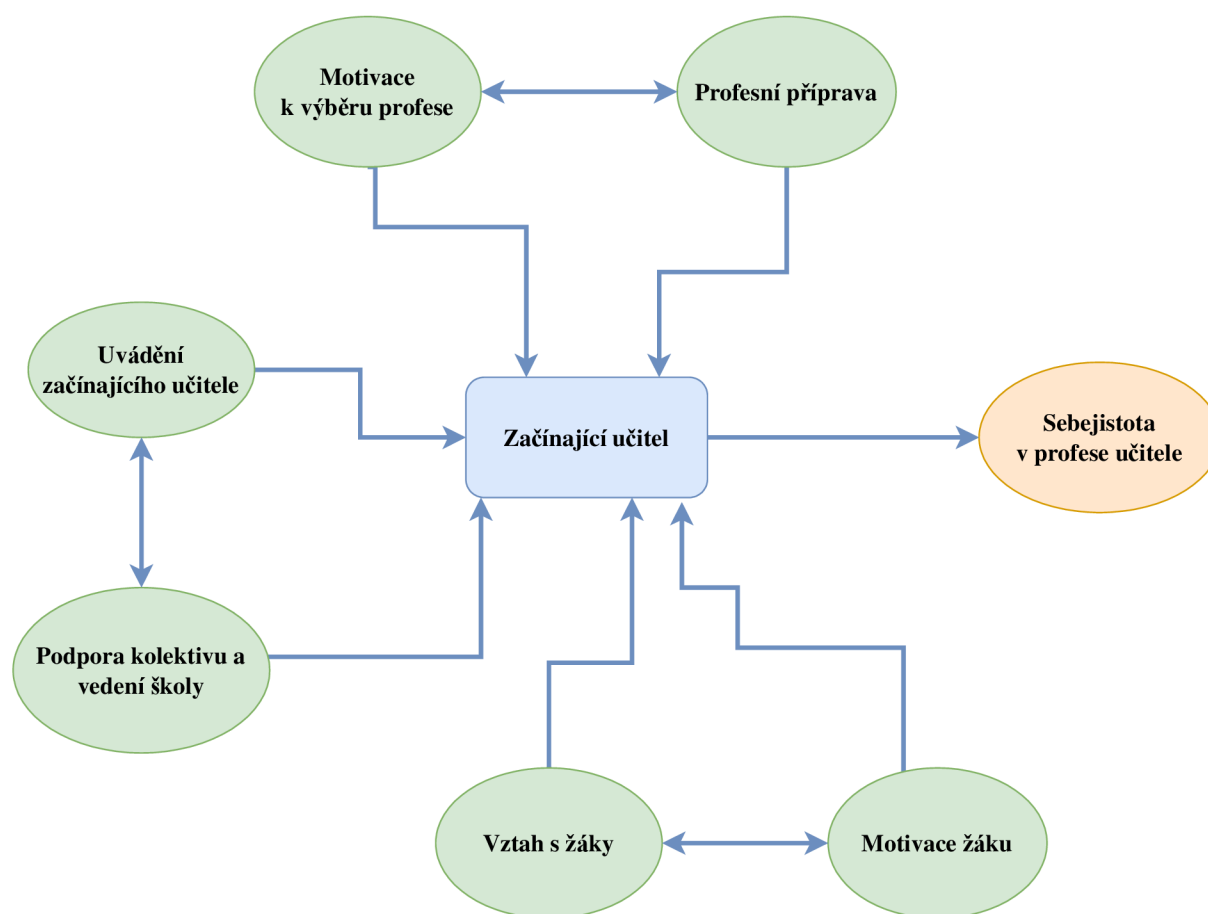 Motivace
k výběru profese
Profesní příprava
Uvádění
začínajícího učitele
Začínající učitel
Sebejistota
v profese učitele
Podpora kolektivu a
vedení školy
Vztah s žáky
Motivace žáku